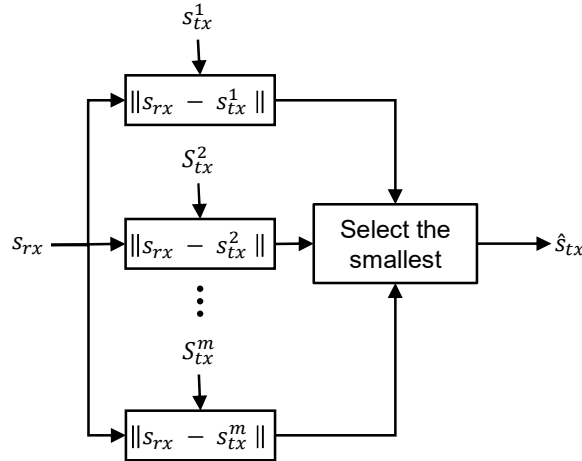 s_{tx}^{1}
‖s_{rx} − s_{tx}^{1}‖
S_{tx}^{2}
s_{rx}
‖s_{rx} − s_{tx}^{2}‖
Select the
smallest
ŝ_{tx}
⋮
S_{tx}^{m}
‖s_{rx} − s_{tx}^{m}‖